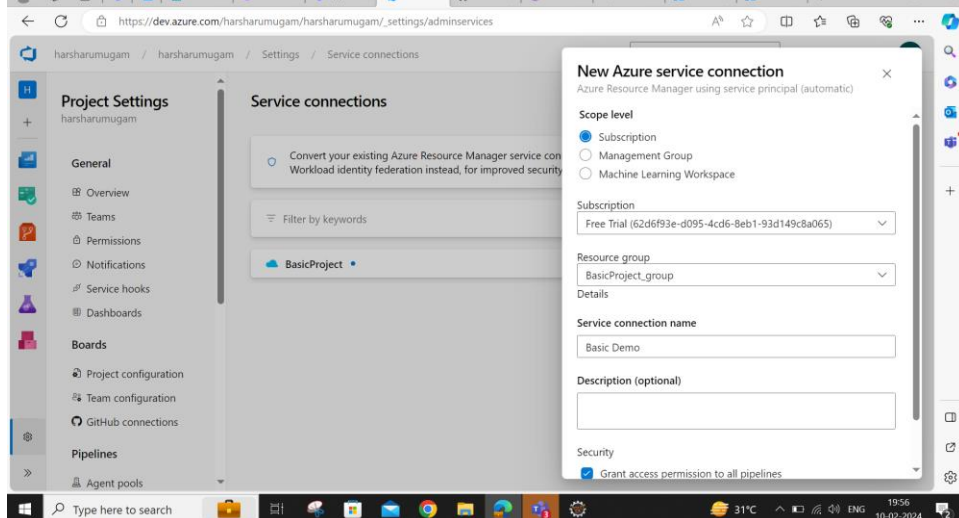 https://dev.azure.com/harsharumugam/harsharumugam/_settings/adminservices
harsharumugam / harsharumugam / Settings / Service connections
H
Project Settings
harsharumugam
General
Overview
Teams
Permissions
Notifications
Service hooks
Dashboards
Boards
Project configuration
Team configuration
GitHub connections
Pipelines
Agent pools
Service connections
Convert your existing Azure Resource Manager service con
Workload identity federation instead, for improved security
Filter by keywords
BasicProject
New Azure service connection
Azure Resource Manager using service principal (automatic)
Scope level
Subscription
Management Group
Machine Learning Workspace
Subscription
Free Trial (62d6f93e-d095-4cd6-8eb1-93d149c8a065)
Resource group
BasicProject_group
Details
Service connection name
Basic Demo
Description (optional)
Security
Grant access permission to all pipelines
Type here to search
31°C
ENG
19:56
10-02-2024